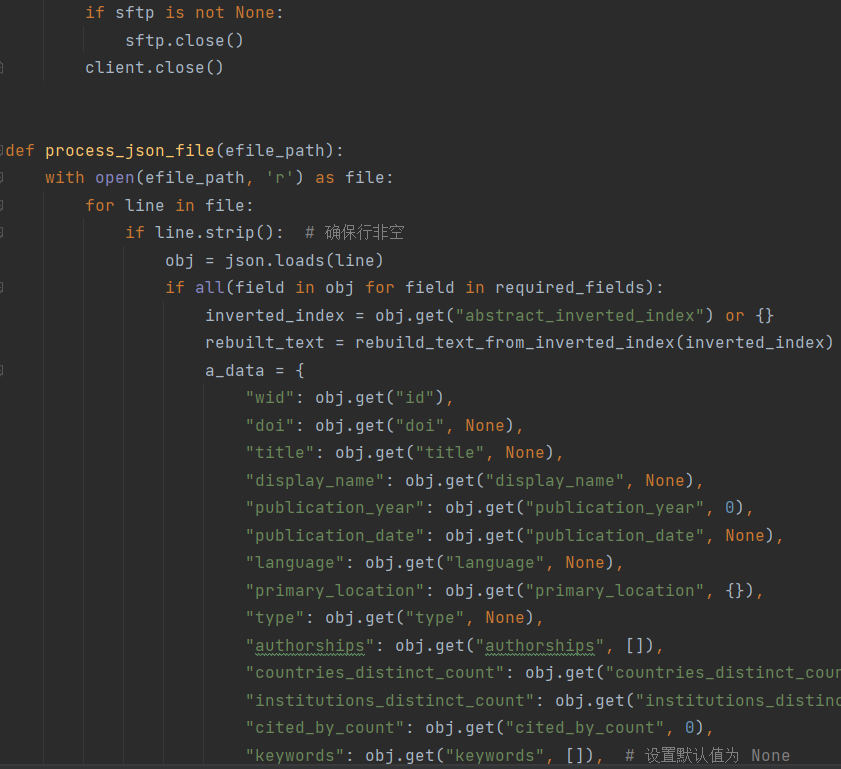 if sftp is not None:
sftp.close()
client.close()
def process_json_file(efile_path):
with open(efile_path, 'r') as file:
for line in file:
if line.strip():  # 确保行非空
obj = json.loads(line)
if all(field in obj for field in required_fields):
inverted_index = obj.get("abstract_inverted_index") or {}
rebuilt_text = rebuild_text_from_inverted_index(inverted_index)
a_data = {
"wid": obj.get("id"),
"doi": obj.get("doi", None),
"title": obj.get("title", None),
"display_name": obj.get("display_name", None),
"publication_year": obj.get("publication_year", 0),
"publication_date": obj.get("publication_date", None),
"language": obj.get("language", None),
"primary_location": obj.get("primary_location", {}),
"type": obj.get("type", None),
"authorships": obj.get("authorships", []),
"countries_distinct_count": obj.get("countries_distinct_cou
"institutions_distinct_count": obj.get("institutions_distinc
"cited_by_count": obj.get("cited_by_count", 0),
"keywords": obj.get("keywords", []),  # 设置默认值为 None